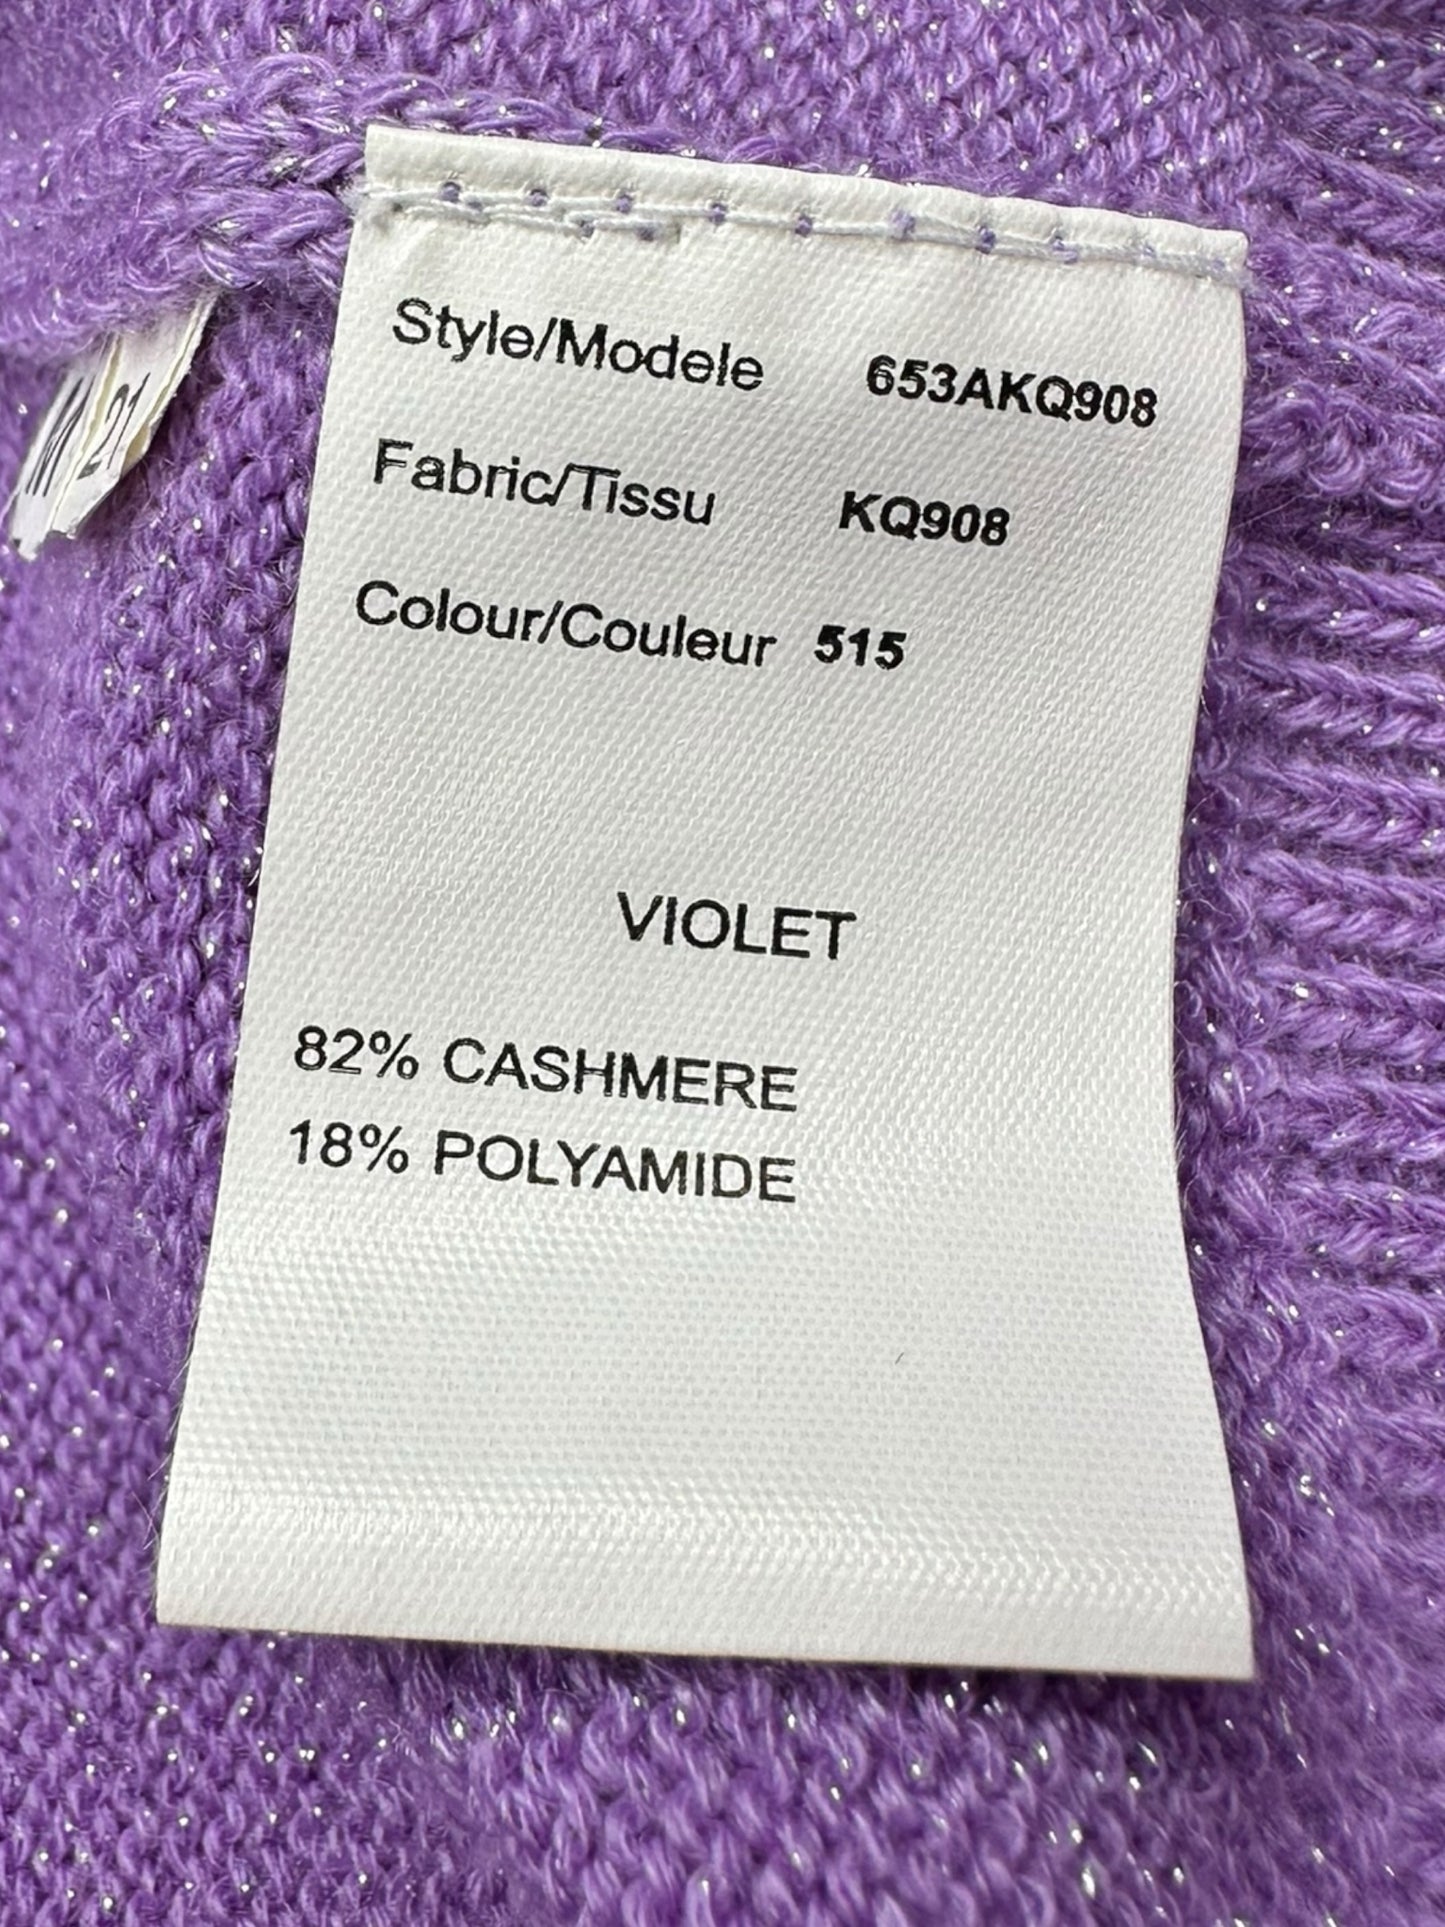 Style/Modele 653AKQ908
Fabric/Tissu KQ908
Colour/Couleur 515
VIOLET
82% CASHMERE
18% POLYAMIDE
M